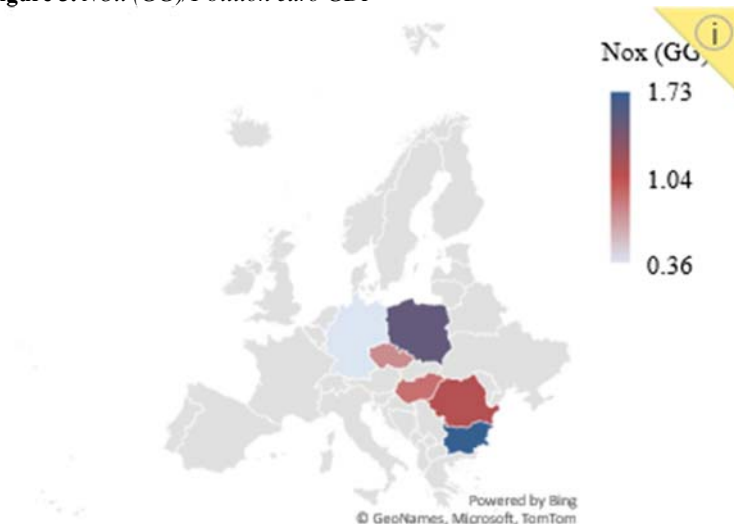 Nox (GG)
1.73
1.04
0.36
Powered by Bing
© GeoNames, Microsoft, TomTom